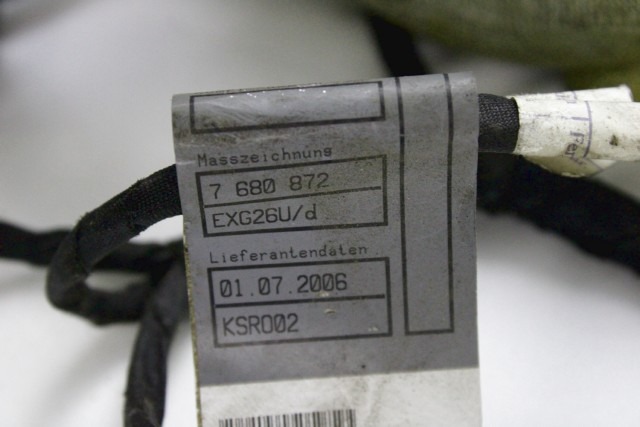 Masszeichnung
7 680 872
EXG26U/d
Lieferantendaten
01.07.2006
KSR002